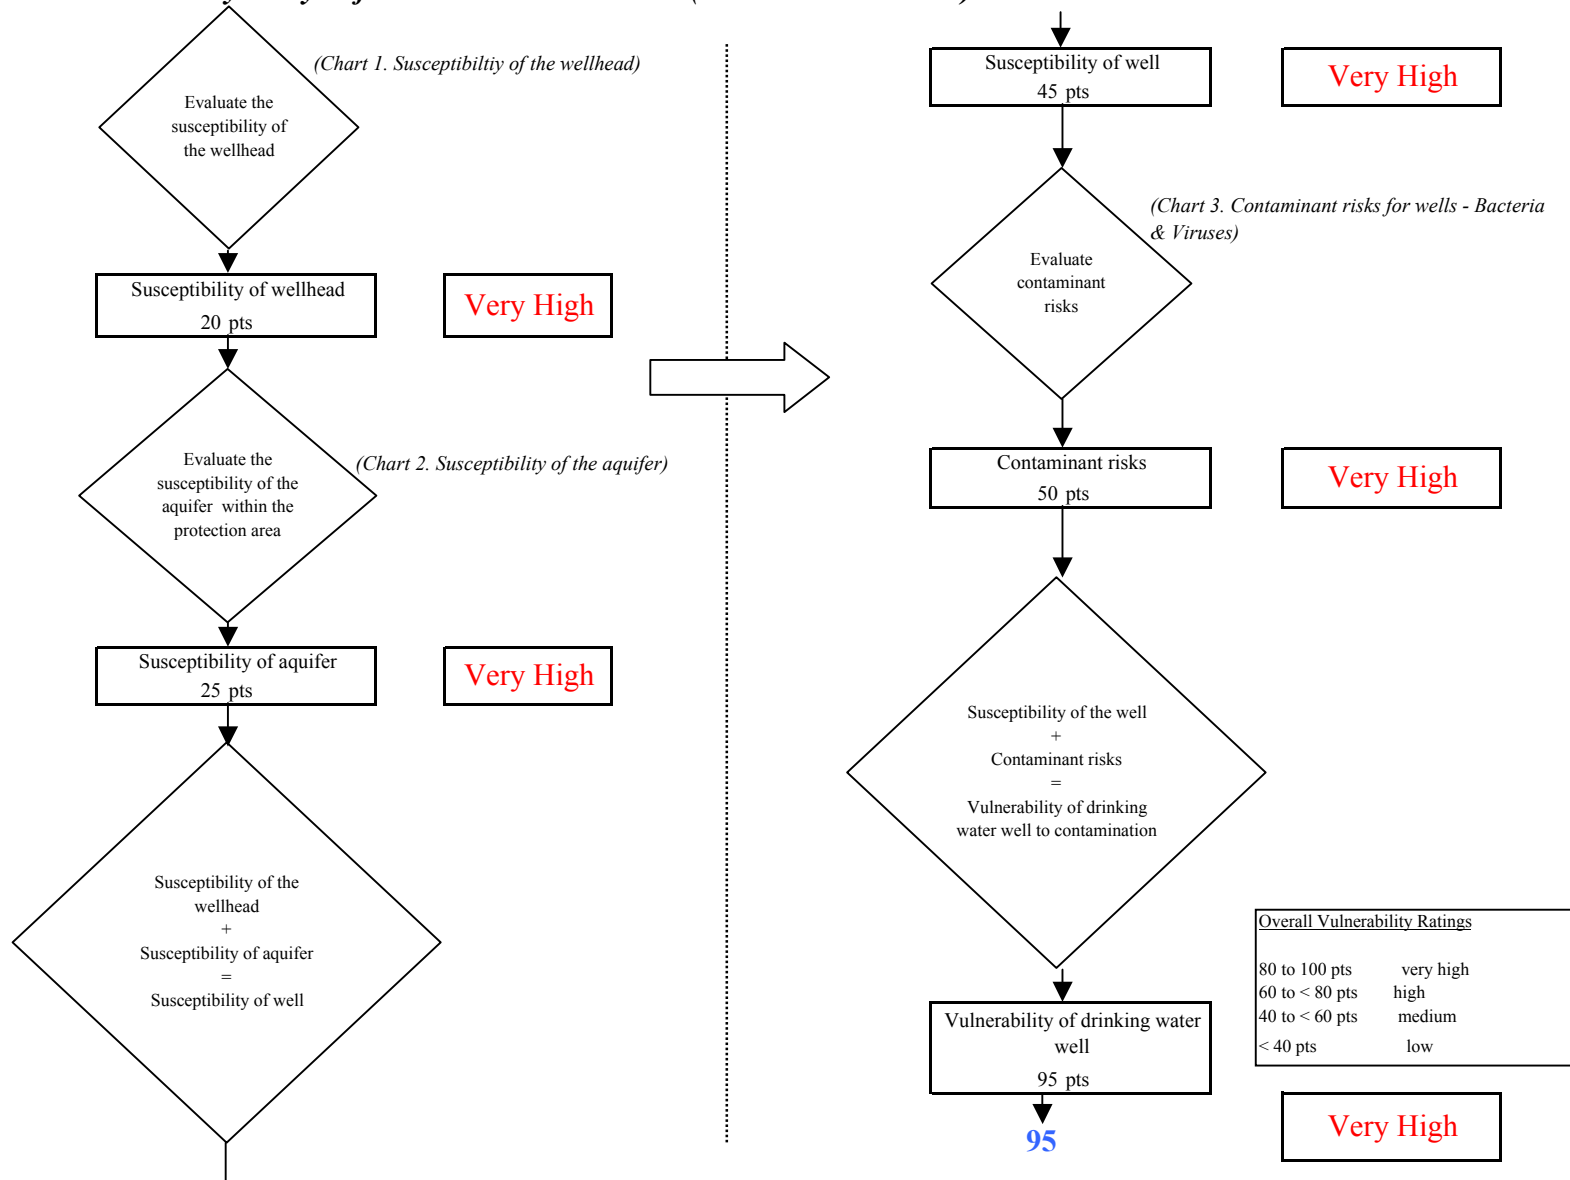 (Chart 1. Susceptibiltiy of the wellhead)
Evaluate the
susceptibility of
the wellhead
Susceptibility of wellhead
20 pts
Very High
(Chart 2. Susceptibility of the aquifer)
Evaluate the
susceptibility of the
aquifer within the
protection area
Susceptibility of aquifer
25 pts
Very High
Susceptibility of the
wellhead
+
Susceptibility of aquifer
=
Susceptibility of well
Susceptibility of well
45 pts
Very High
(Chart 3. Contaminant risks for wells - Bacteria
& Viruses)
Evaluate
contaminant
risks
Contaminant risks
50 pts
Very High
Susceptibility of the well
+
Contaminant risks
=
Vulnerability of drinking
water well to contamination
Overall Vulnerability Ratings
80 to 100 pts very high
60 to < 80 pts high
40 to < 60 pts medium
< 40 pts low
Vulnerability of drinking water
well
95 pts
95
Very High